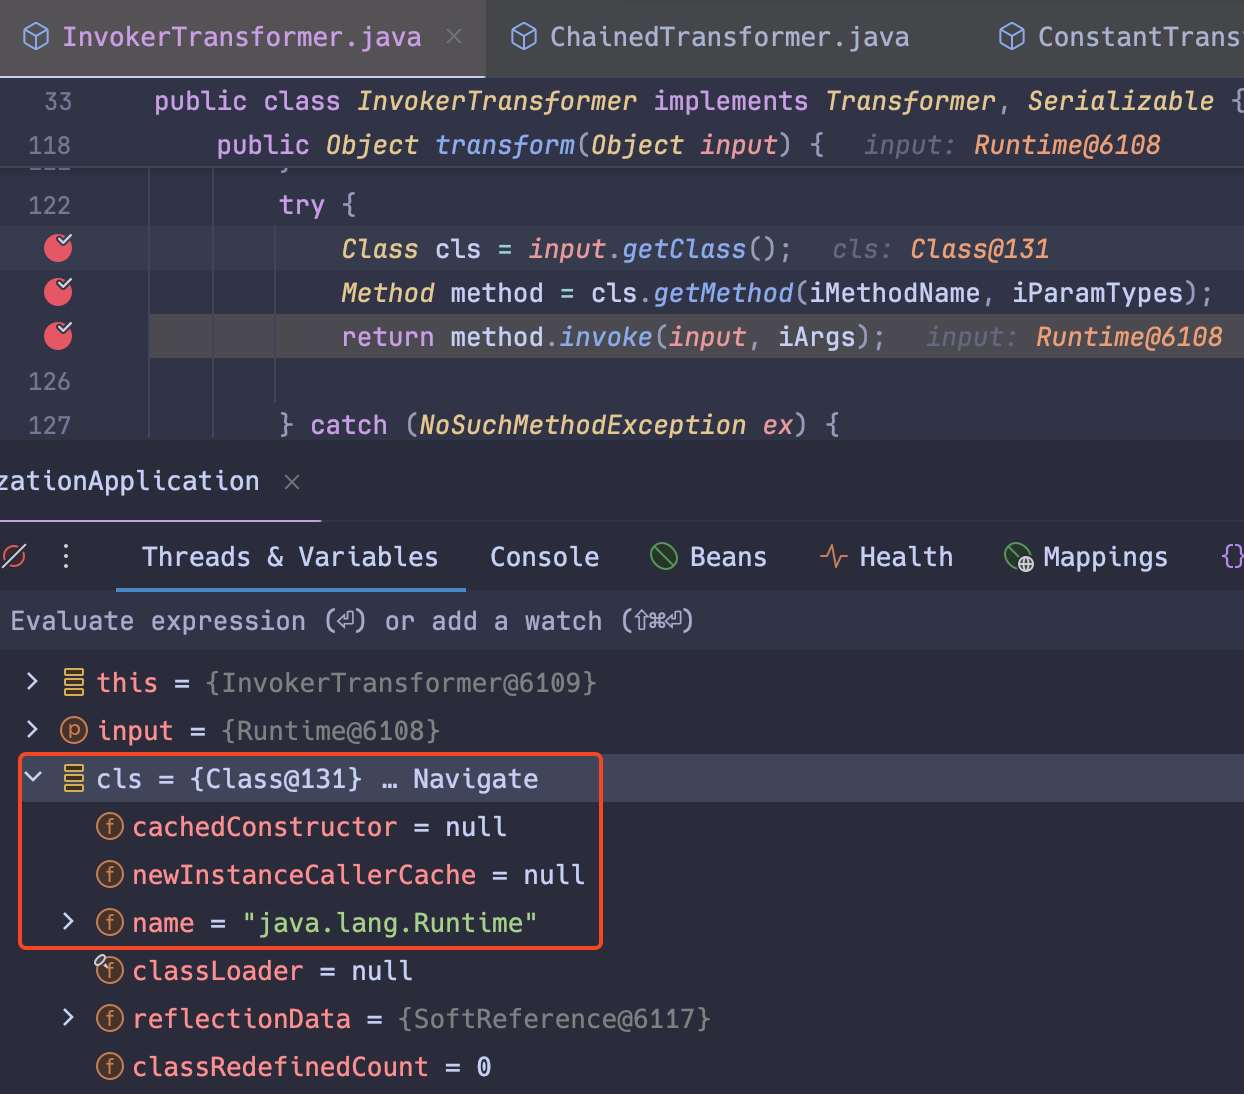 InvokerTransformer.java × ChainedTransformer.java ConstantTrans
33 public class InvokerTransformer implements Transformer, Serializable {
118 public Object transform(Object input) { input: Runtime@6108
122 try {
Class cls = input.getClass(); cls: Class@131
Method method = cls.getMethod(iMethodName, iParamTypes);
return method.invoke(input, iArgs); input: Runtime@6108
126
127 } catch (NoSuchMethodException ex) {
zationApplication ×
Threads & Variables Console Beans Health Mappings {}
Evaluate expression (⏎) or add a watch (⇧⌘⏎)
this = {InvokerTransformer@6109}
p input = {Runtime@6108}
cls = {Class@131} … Navigate
f cachedConstructor = null
f newInstanceCallerCache = null
f name = "java.lang.Runtime"
f classLoader = null
f reflectionData = {SoftReference@6117}
f classRedefinedCount = 0